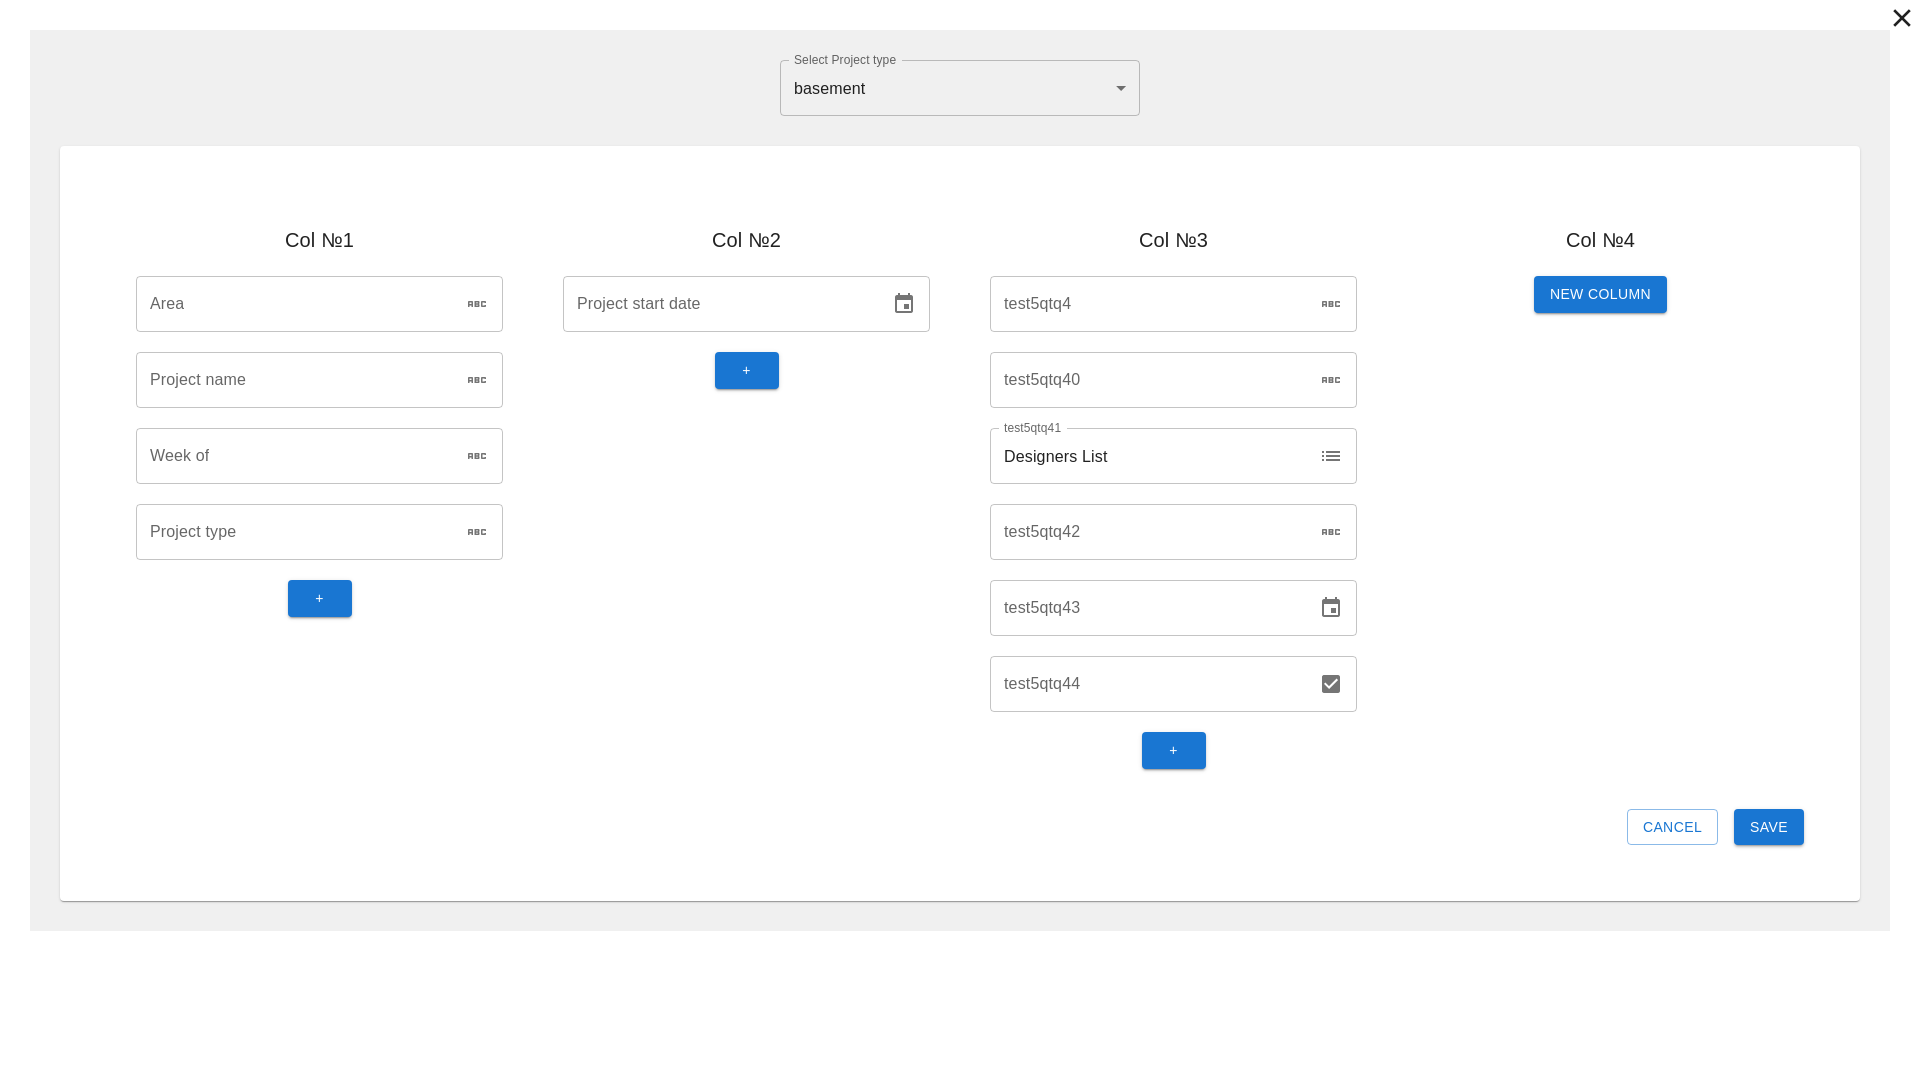 Select Project type
basement
Col №1
Area
ABC
Project name
ABC
Week of
ABC
Project type
ABC
+
Col №2
Project start date
+
Col №3
test5qtq4
ABC
test5qtq40
ABC
test5qtq41
Designers List
test5qtq42
ABC
test5qtq43
test5qtq44
+
Col №4
NEW COLUMN
CANCEL
SAVE